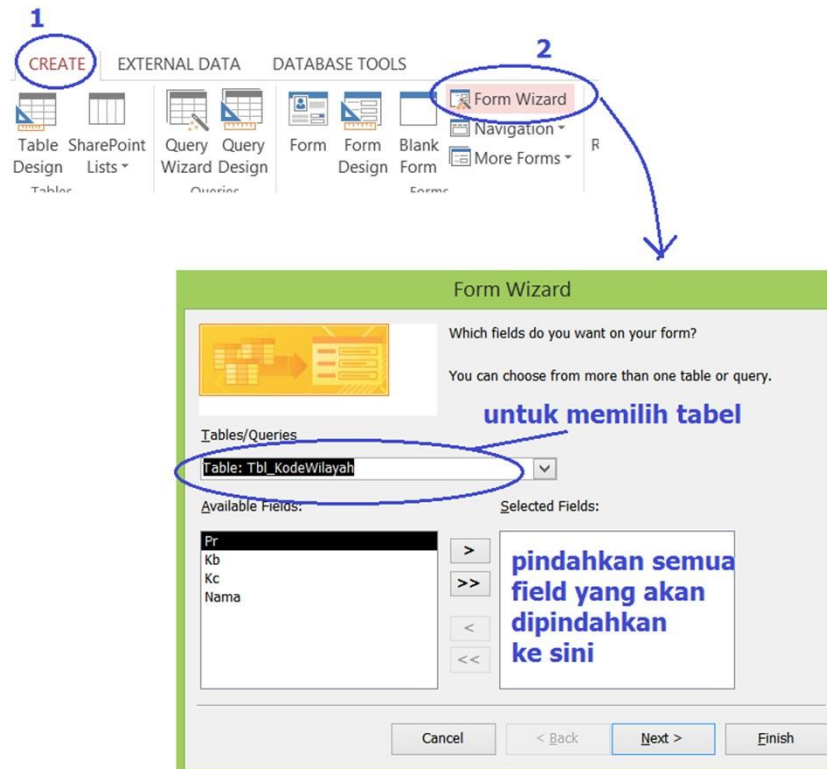 1
2
CREATE EXTERNAL DATA DATABASE TOOLS
Table Design
SharePoint Lists
Query Wizard
Query Design
Form
Form Design
Blank Form
Form Wizard
Navigation
More Forms
R
Tables
Queries
Forms
Form Wizard
Which fields do you want on your form?
You can choose from more than one table or query.
untuk memilih tabel
Tables/Queries
Table: Tbl_KodeWilayah
Available Fields:
Selected Fields:
Pr
Kb
Kc
Nama
>
>>
<
<<
pindahkan semua
field yang akan
dipindahkan
ke sini
Cancel
< Back
Next >
Finish